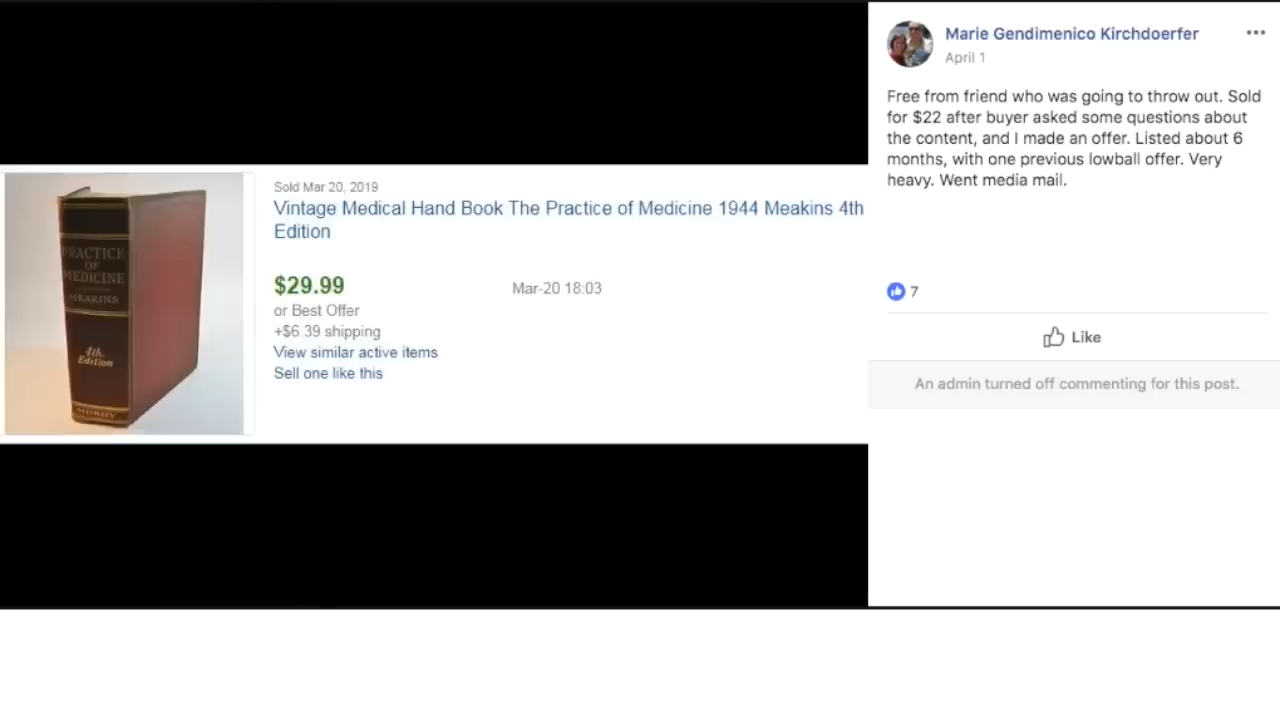 PRACTICE
OF
MEDICINE
MEAKINS
4th.
Edition
MOSBY
Sold Mar 20, 2019
Vintage Medical Hand Book The Practice of Medicine 1944 Meakins 4th
Edition
$29.99
Mar-20 18:03
or Best Offer
+$6.39 shipping
View similar active items
Sell one like this
Marie Gendimenico Kirchdoerfer
April 1
Free from friend who was going to throw out. Sold
for $22 after buyer asked some questions about
the content, and I made an offer. Listed about 6
months, with one previous lowball offer. Very
heavy. Went media mail.
7
Like
An admin turned off commenting for this post.